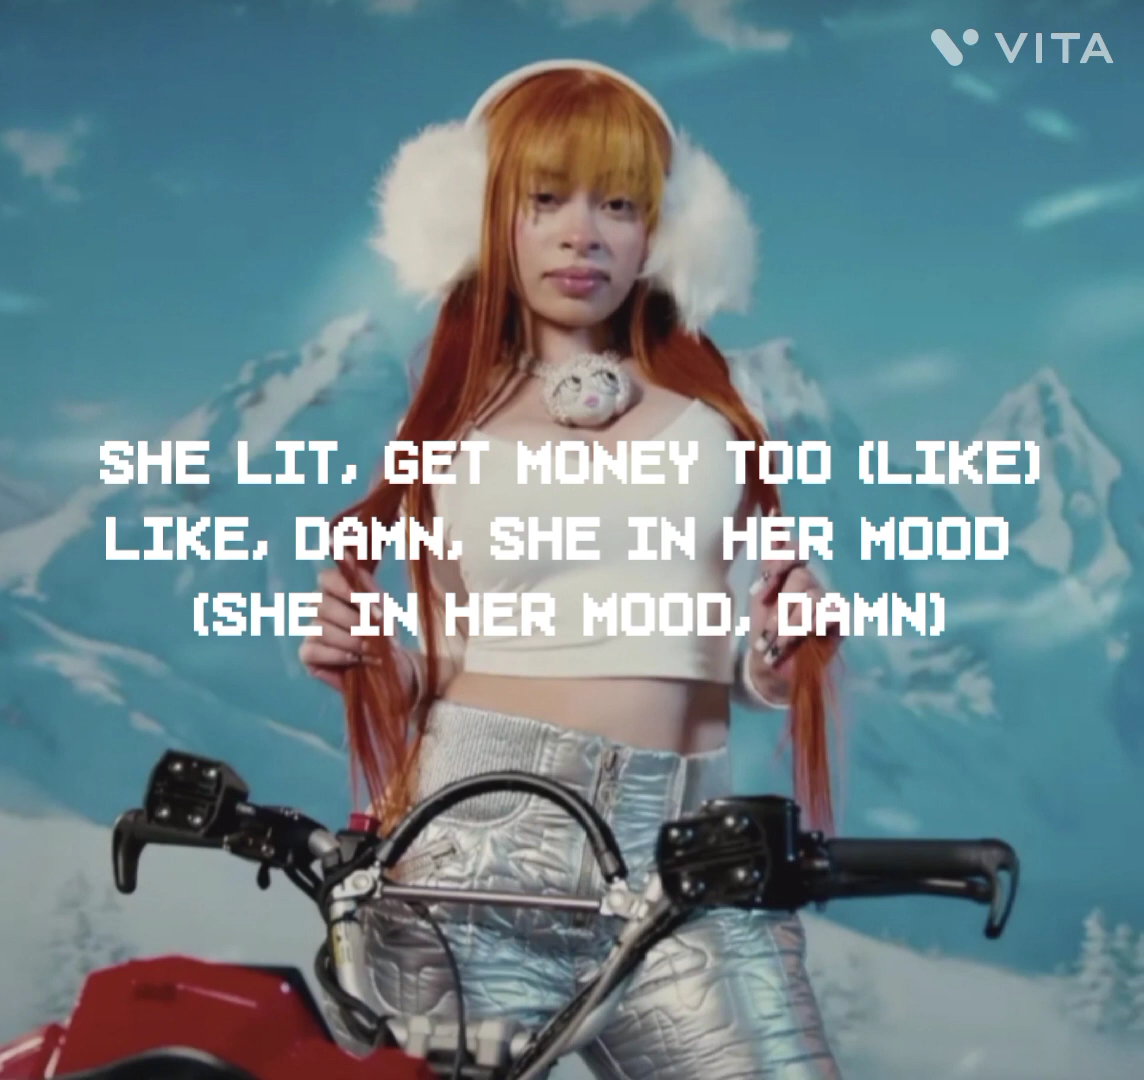 VITA
SHE LIT, GET MONEY TOO (LIKE)
LIKE, DAMN, SHE IN HER MOOD
(SHE IN HER MOOD, DAMN)